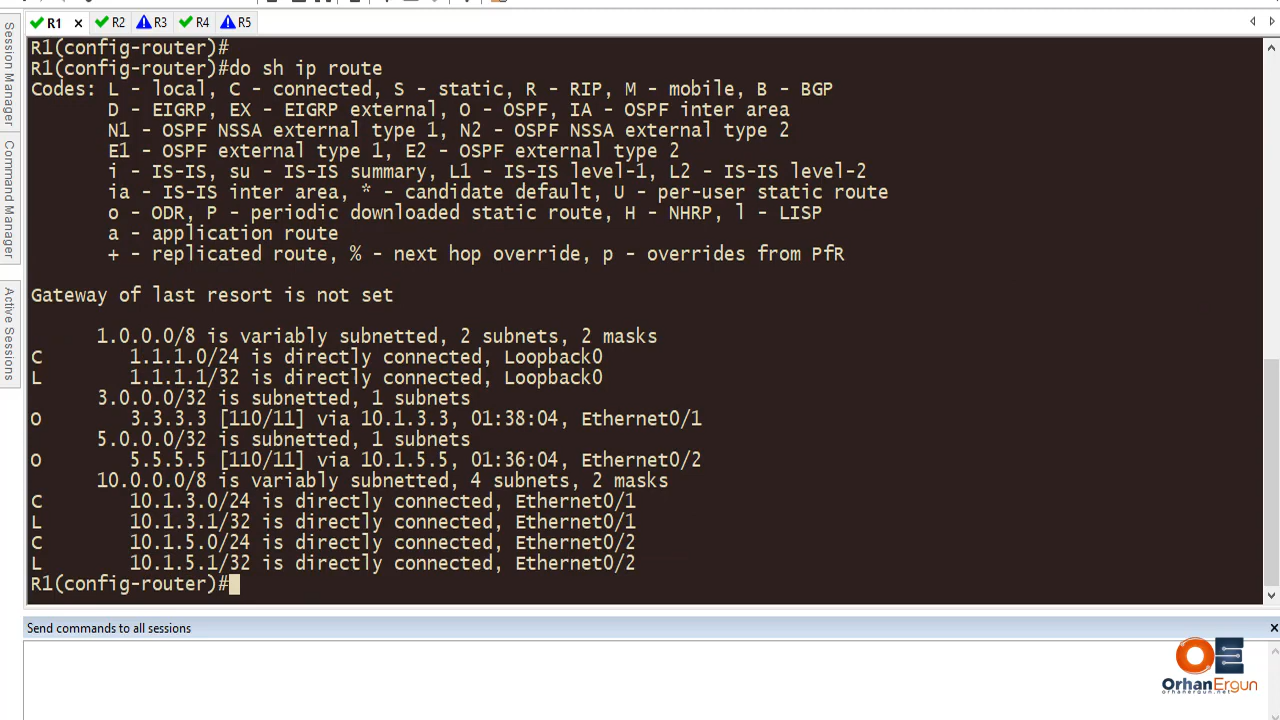 R1 x R2 R3 R4 R5
Session Manager
Command Manager
Active Sessions
R1(config-router)#
R1(config-router)#do sh ip route
Codes: L - local, C - connected, S - static, R - RIP, M - mobile, B - BGP
D - EIGRP, EX - EIGRP external, O - OSPF, IA - OSPF inter area
N1 - OSPF NSSA external type 1, N2 - OSPF NSSA external type 2
E1 - OSPF external type 1, E2 - OSPF external type 2
i - IS-IS, su - IS-IS summary, L1 - IS-IS level-1, L2 - IS-IS level-2
ia - IS-IS inter area, * - candidate default, U - per-user static route
o - ODR, P - periodic downloaded static route, H - NHRP, l - LISP
a - application route
+ - replicated route, % - next hop override, p - overrides from PfR
Gateway of last resort is not set
1.0.0.0/8 is variably subnetted, 2 subnets, 2 masks
C 1.1.1.0/24 is directly connected, Loopback0
L 1.1.1.1/32 is directly connected, Loopback0
3.0.0.0/32 is subnetted, 1 subnets
O 3.3.3.3 [110/11] via 10.1.3.3, 01:38:04, Ethernet0/1
5.0.0.0/32 is subnetted, 1 subnets
O 5.5.5.5 [110/11] via 10.1.5.5, 01:36:04, Ethernet0/2
10.0.0.0/8 is variably subnetted, 4 subnets, 2 masks
C 10.1.3.0/24 is directly connected, Ethernet0/1
L 10.1.3.1/32 is directly connected, Ethernet0/1
C 10.1.5.0/24 is directly connected, Ethernet0/2
L 10.1.5.1/32 is directly connected, Ethernet0/2
R1(config-router)#
Send commands to all sessions x
OrhanErgun
orhanergun.net